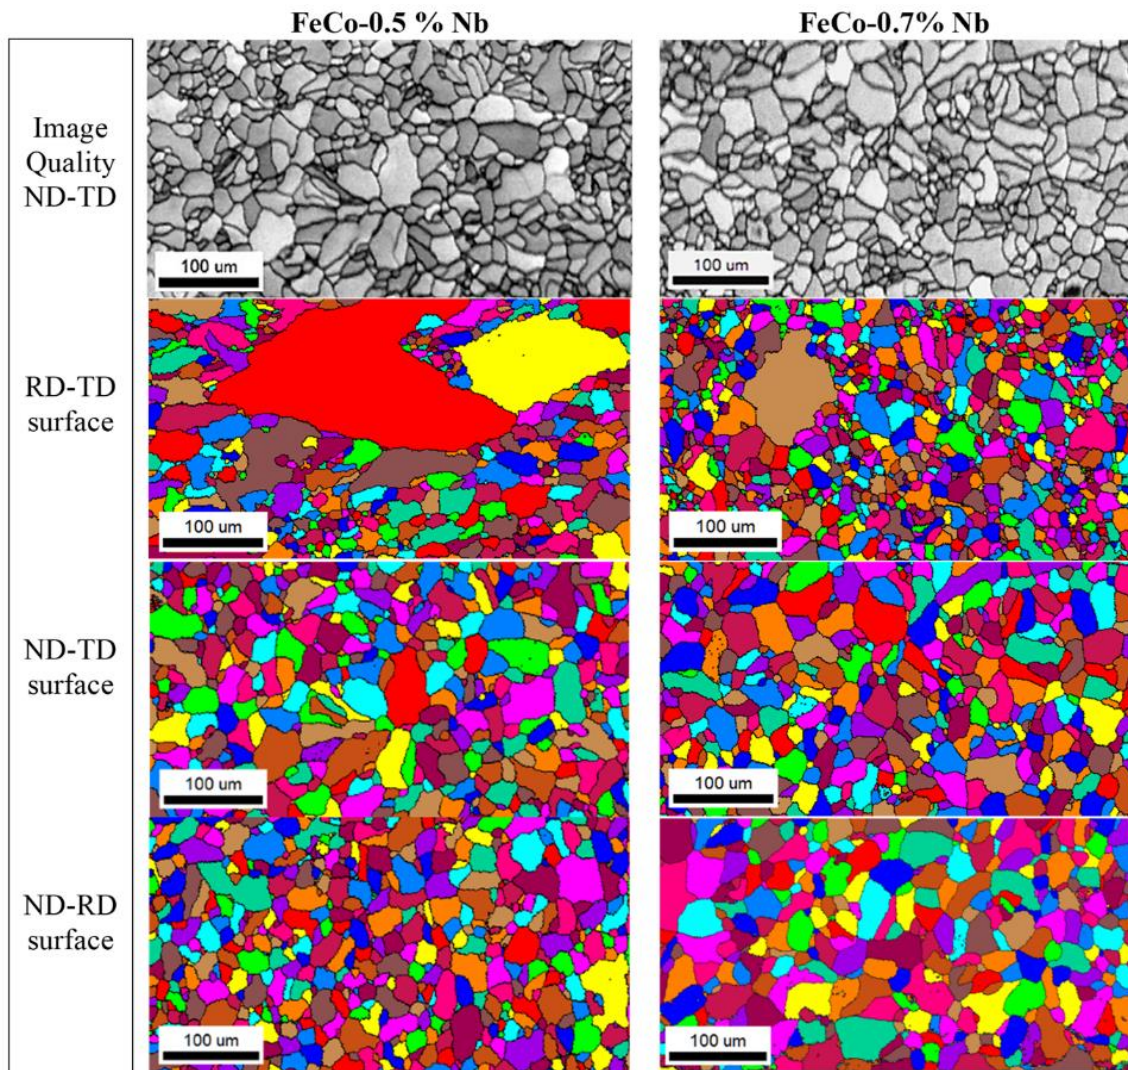 FeCo-0.5 % Nb
FeCo-0.7% Nb
Image
Quality
ND-TD
100 um
100 um
RD-TD
surface
100 um
100 um
ND-TD
surface
100 um
100 um
ND-RD
surface
100 um
100 um